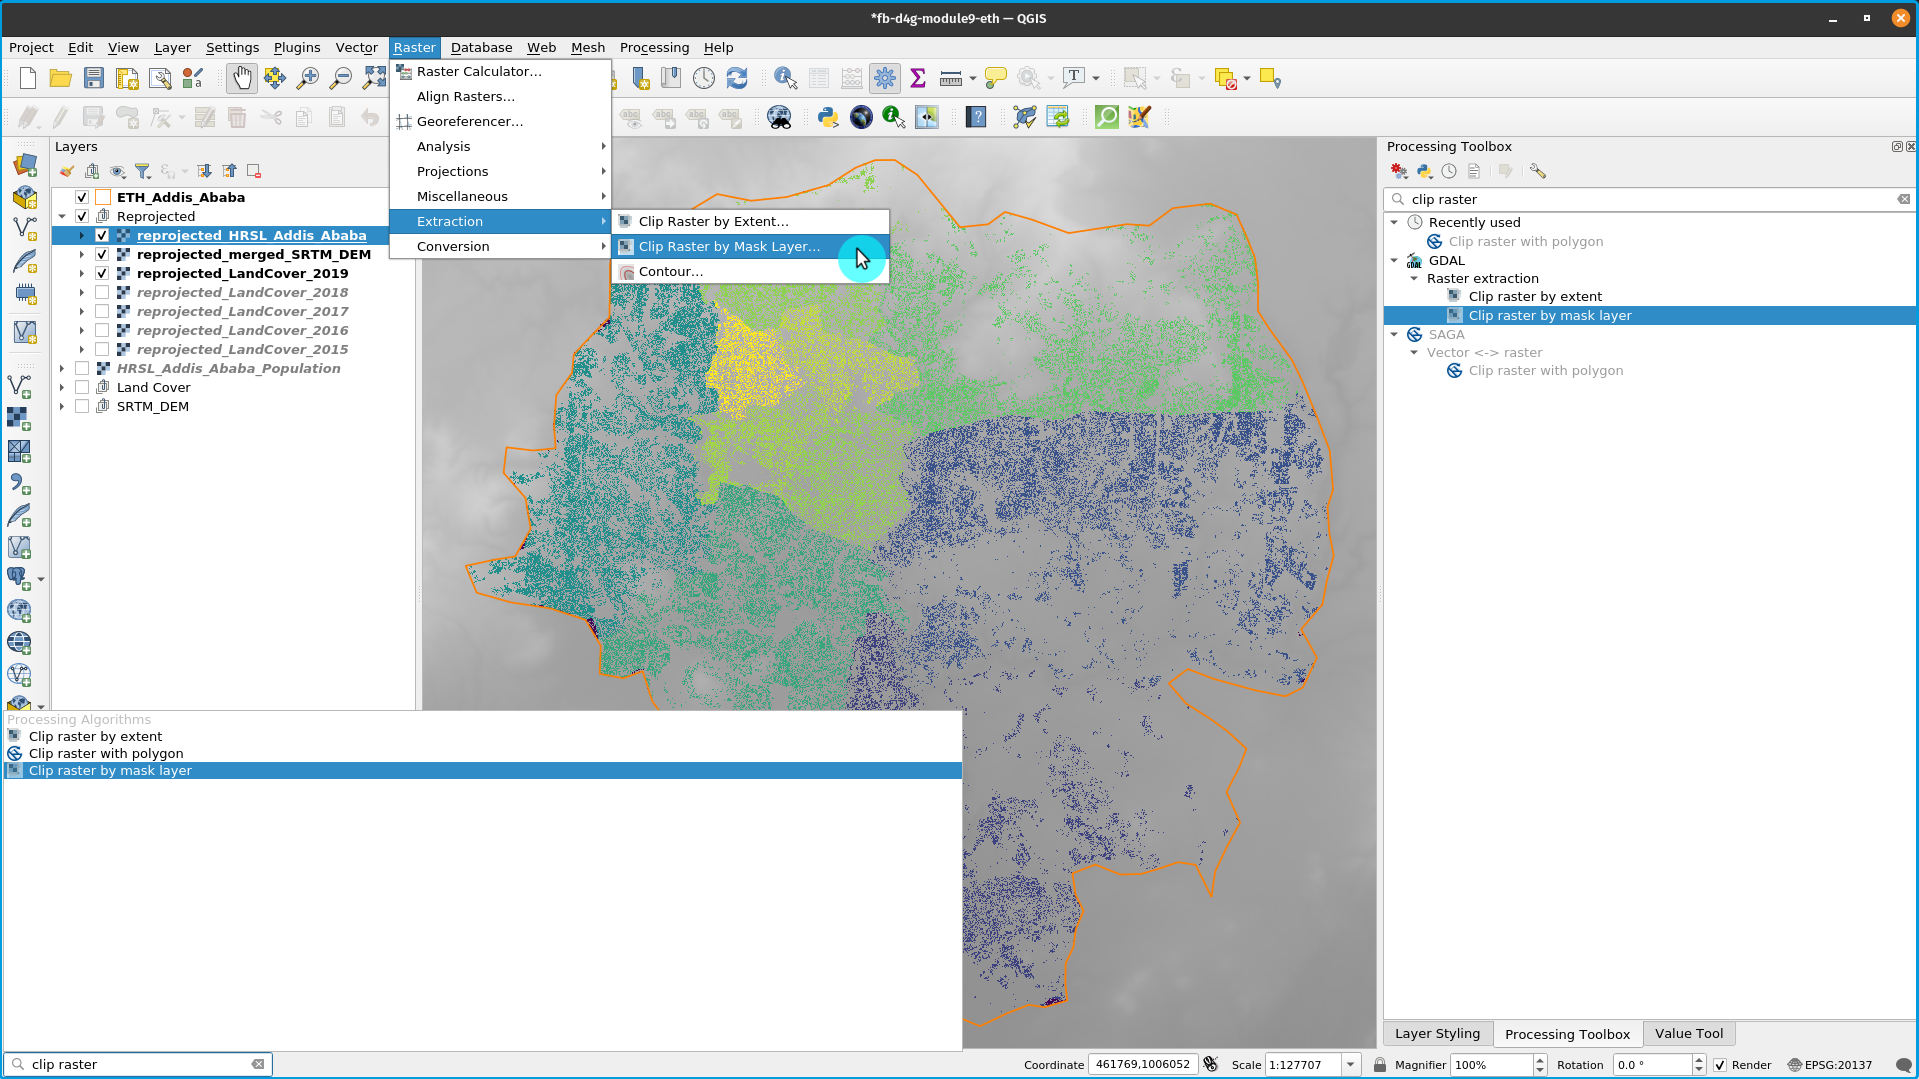 *fb-d4g-module9-eth — QGIS
Project Edit View Layer Settings Plugins Vector Raster Database Web Mesh Processing Help
Raster Calculator…
Align Rasters…
Georeferencer…
Analysis
Projections
Miscellaneous
Extraction
Conversion
Clip Raster by Extent…
Clip Raster by Mask Layer…
Contour…
Layers
ETH_Addis_Ababa
Reprojected
reprojected_HRSL_Addis_Ababa
reprojected_merged_SRTM_DEM
reprojected_LandCover_2019
reprojected_LandCover_2018
reprojected_LandCover_2017
reprojected_LandCover_2016
reprojected_LandCover_2015
HRSL_Addis_Ababa_Population
Land Cover
SRTM_DEM
Processing Toolbox
clip raster
Recently used
Clip raster with polygon
GDAL
Raster extraction
Clip raster by extent
Clip raster by mask layer
SAGA
Vector <-> raster
Clip raster with polygon
Processing Algorithms
Clip raster by extent
Clip raster with polygon
Clip raster by mask layer
Layer Styling Processing Toolbox Value Tool
clip raster
Coordinate 461769,1006052 Scale 1:127707 Magnifier 100% Rotation 0.0 ° Render EPSG:20137